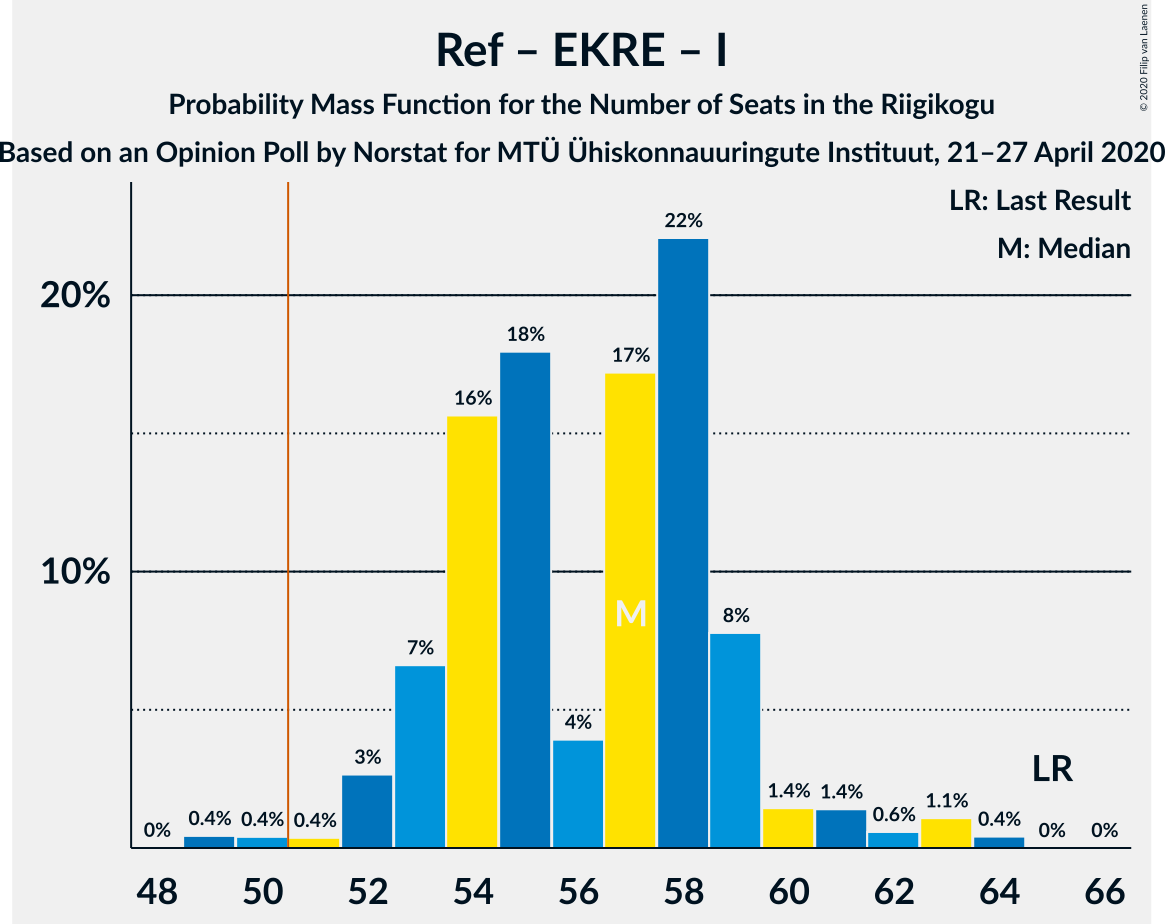 Ref – EKRE – I
© 2020 Filip van Laenen
Probability Mass Function for the Number of Seats in the Riigikogu
Based on an Opinion Poll by Norstat for MTÜ Ühiskonnauuringute Instituut, 21–27 April 2020
LR: Last Result
M: Median
20%
10%
0%
0.4%
0.4%
0.4%
3%
7%
16%
18%
4%
17%
22%
8%
1.4%
1.4%
0.6%
1.1%
0.4%
0%
0%
M
LR
48 50 52 54 56 58 60 62 64 66